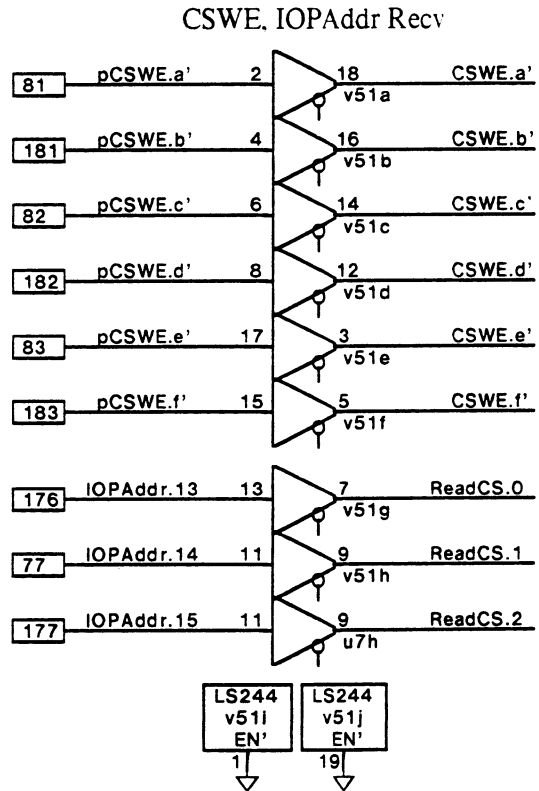 CSWE, IOPAddr Recv
81 pCSWE.a' 2 18 CSWE.a'
v51a
181 pCSWE.b' 4 16 CSWE.b'
v51b
82 pCSWE.c' 6 14 CSWE.c'
v51c
182 pCSWE.d' 8 12 CSWE.d'
v51d
83 pCSWE.e' 17 3 CSWE.e'
v51e
183 pCSWE.f' 15 5 CSWE.f'
v51f
176 IOPAddr.13 13 7 ReadCS.0
v51g
77 IOPAddr.14 11 9 ReadCS.1
v51h
177 IOPAddr.15 11 9 ReadCS.2
u7h
LS244 LS244
v51i v51j
EN' EN'
1 19